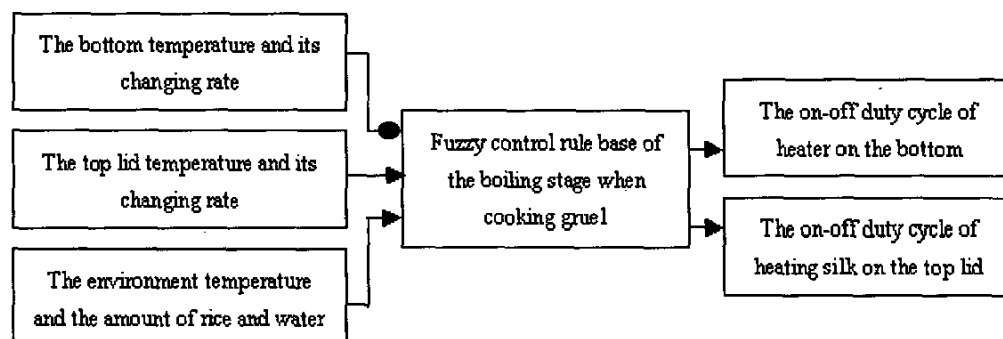 The bottom temperature and its
changing rate
The top lid temperature and its
changing rate
The environment temperature
and the amount of rice and water
Fuzzy control rule base of
the boiling stage when
cooking gruel
The on-off duty cycle of
heater on the bottom
The on-off duty cycle of
heating silk on the top lid